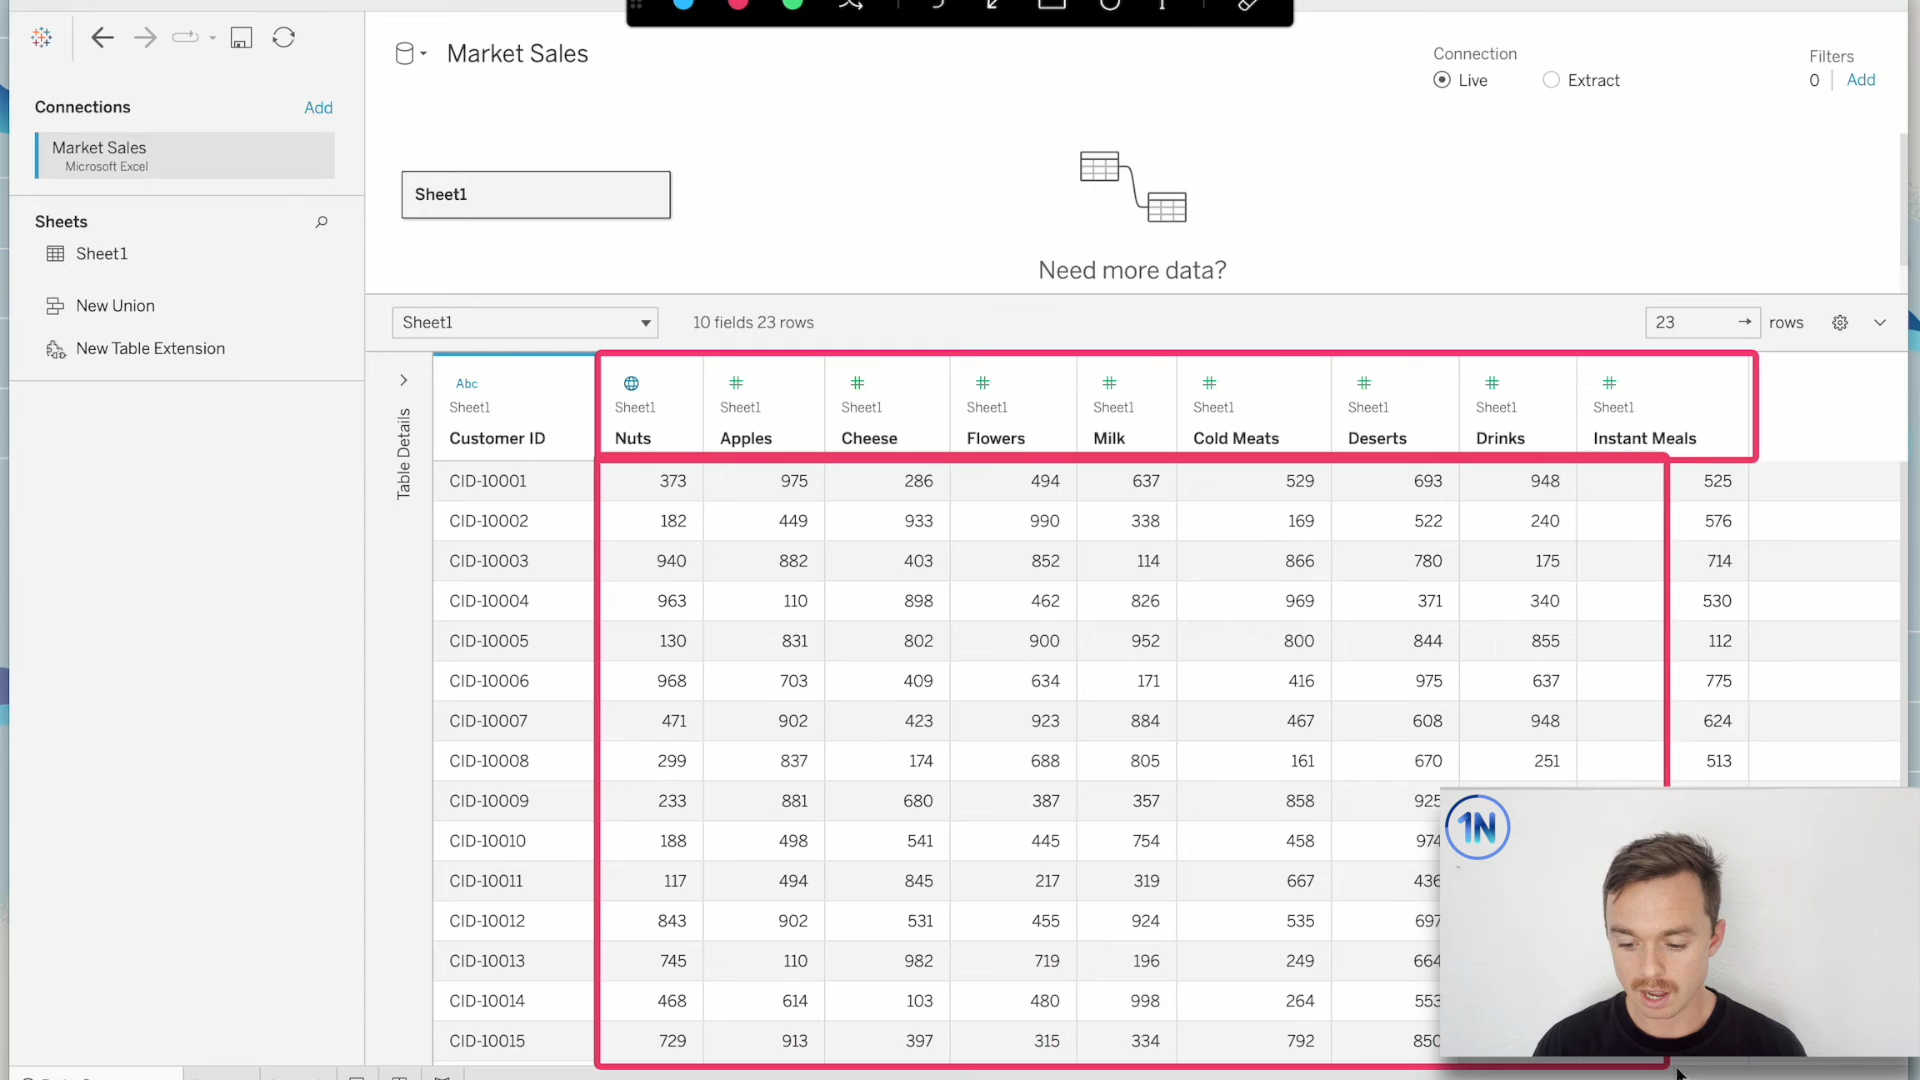 Market Sales
Connection
Live
Extract
Filters
0
Add
Connections
Add
Market Sales
Microsoft Excel
Sheet1
Sheets
Sheet1
New Union
New Table Extension
Need more data?
Sheet1
10 fields 23 rows
23 → rows
Table Details
Abc
Sheet1 Sheet1 Sheet1 Sheet1 Sheet1 Sheet1 Sheet1 Sheet1 Sheet1 Sheet1
Customer ID Nuts Apples Cheese Flowers Milk Cold Meats Deserts Drinks Instant Meals
CID-10001 373 975 286 494 637 529 693 948 525
CID-10002 182 449 933 990 338 169 522 240 576
CID-10003 940 882 403 852 114 866 780 175 714
CID-10004 963 110 898 462 826 969 371 340 530
CID-10005 130 831 802 900 952 800 844 855 112
CID-10006 968 703 409 634 171 416 975 637 775
CID-10007 471 902 423 923 884 467 608 948 624
CID-10008 299 837 174 688 805 161 670 251 513
CID-10009 233 881 680 387 357 858 925
CID-10010 188 498 541 445 754 458 974
CID-10011 117 494 845 217 319 667 436
CID-10012 843 902 531 455 924 535 697
CID-10013 745 110 982 719 196 249 664
CID-10014 468 614 103 480 998 264 553
CID-10015 729 913 397 315 334 792 850
1N